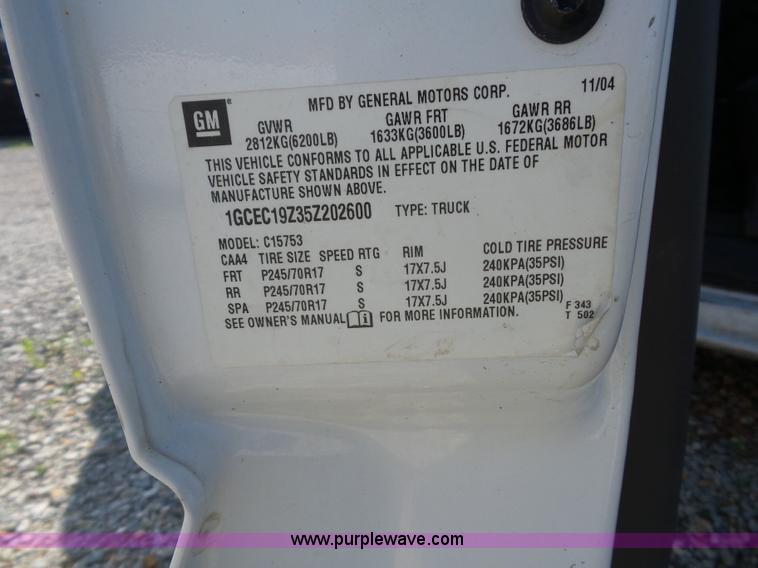 MFD BY GENERAL MOTORS CORP. 11/04
GM
GVWR GAWR FRT GAWR RR
2812KG(6200LB) 1633KG(3600LB) 1672KG(3686LB)
THIS VEHICLE CONFORMS TO ALL APPLICABLE U.S. FEDERAL MOTOR
VEHICLE SAFETY STANDARDS IN EFFECT ON THE DATE OF
MANUFACTURE SHOWN ABOVE.
1GCEC19Z35Z202600 TYPE: TRUCK
MODEL: C15753
CAA4 TIRE SIZE SPEED RTG RIM COLD TIRE PRESSURE
FRT P245/70R17 S 17X7.5J 240KPA(35PSI)
RR P245/70R17 S 17X7.5J 240KPA(35PSI)
SPA P245/70R17 S 17X7.5J 240KPA(35PSI)
SEE OWNER'S MANUAL FOR MORE INFORMATION.
F 343
T 502
www.purplewave.com